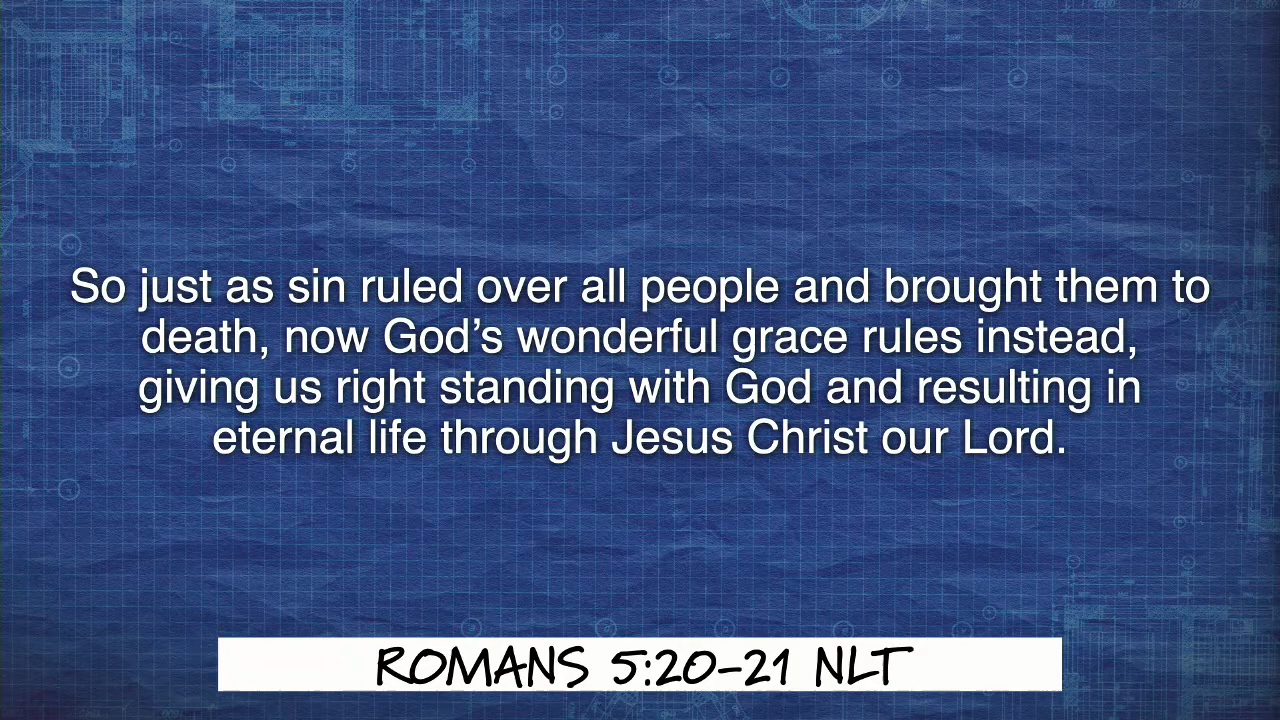 So just as sin ruled over all people and brought them to
death, now God’s wonderful grace rules instead,
giving us right standing with God and resulting in
eternal life through Jesus Christ our Lord.
ROMANS 5:20-21 NLT